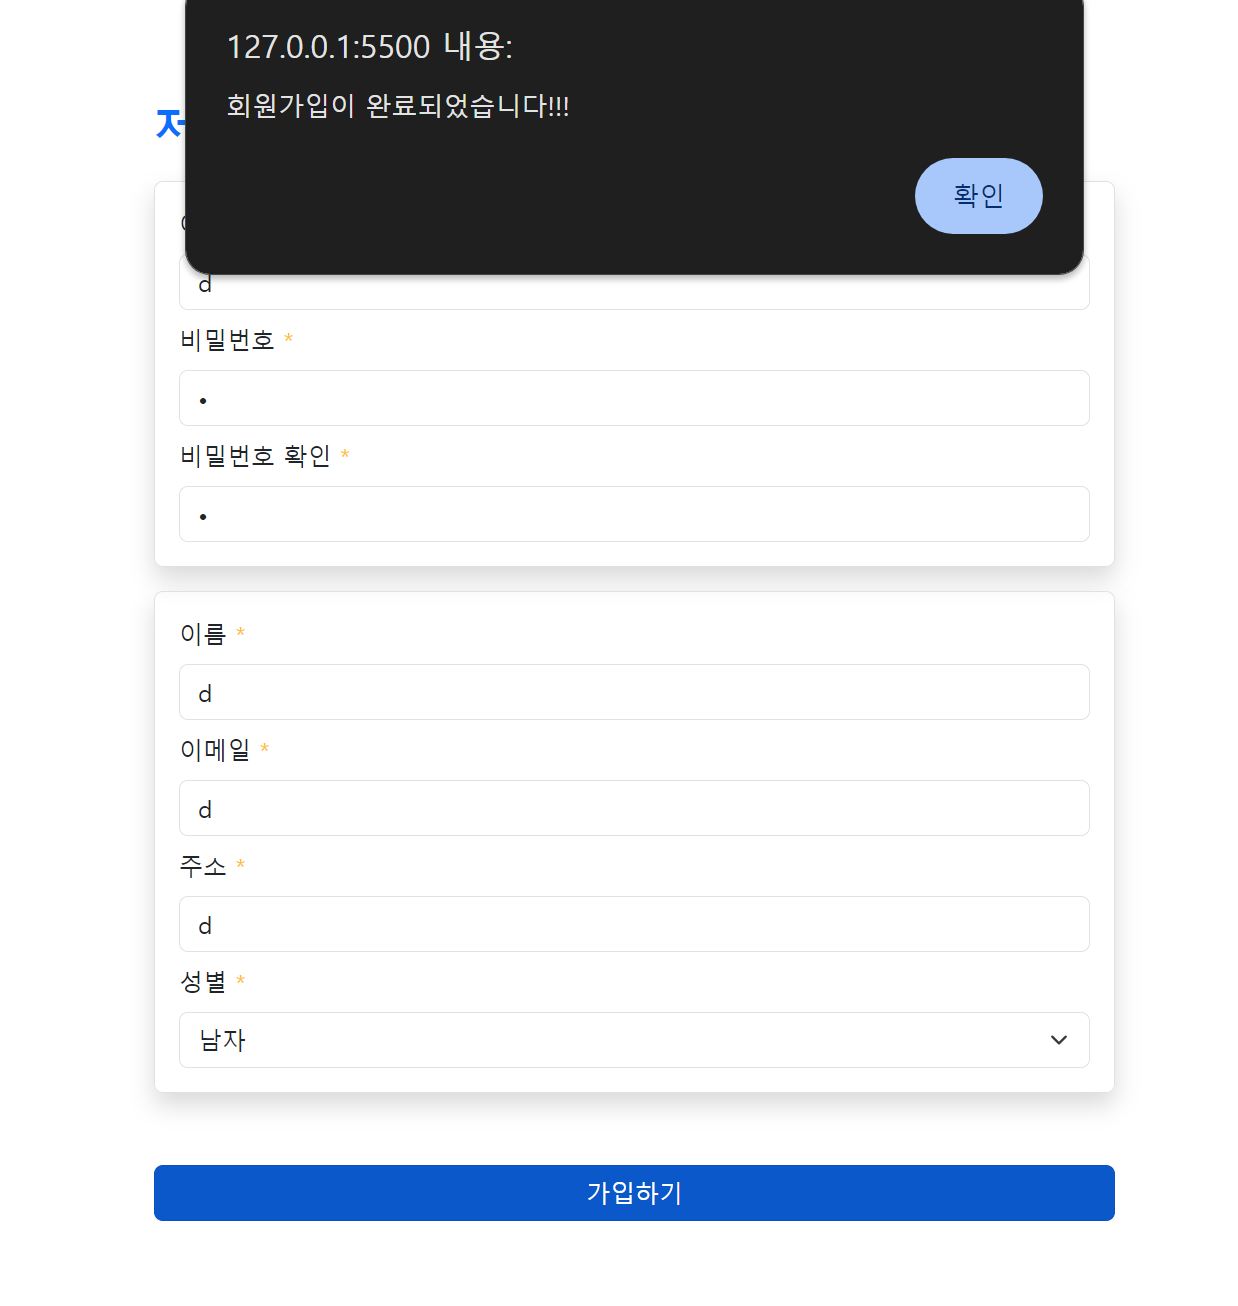 127.0.0.1:5500 내용:
회원가입이 완료되었습니다!!!
확인
d
비밀번호 *
•
비밀번호 확인 *
•
이름 *
d
이메일 *
d
주소 *
d
성별 *
남자
가입하기